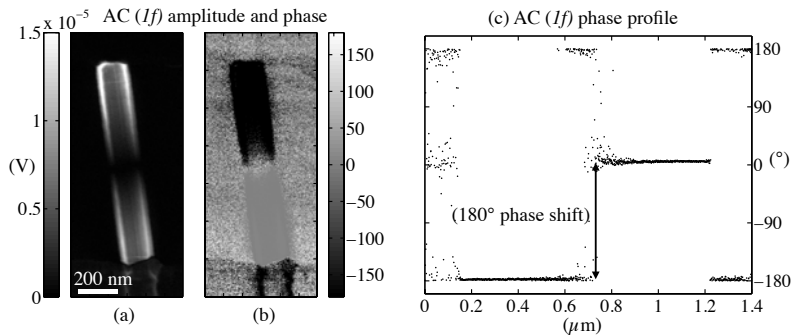 AC (1f) amplitude and phase
1.5 × 10⁻⁵
1
(V)
0.5
0
200 nm
(a)
150
100
50
0
−50
−100
−150
(b)
(c) AC (1f) phase profile
180
90
0 (°)
−90
−180
(180° phase shift)
0 0.2 0.4 0.6 0.8 1 1.2 1.4
(μm)